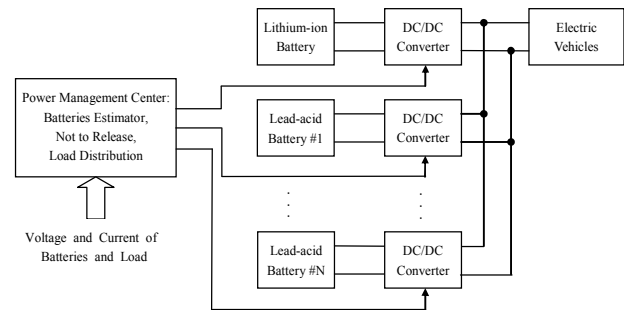 Lithium-ion
Battery
DC/DC
Converter
Electric
Vehicles
Power Management Center:
Batteries Estimator,
Not to Release,
Load Distribution
Lead-acid
Battery #1
DC/DC
Converter
Voltage and Current of
Batteries and Load
Lead-acid
Battery #N
DC/DC
Converter